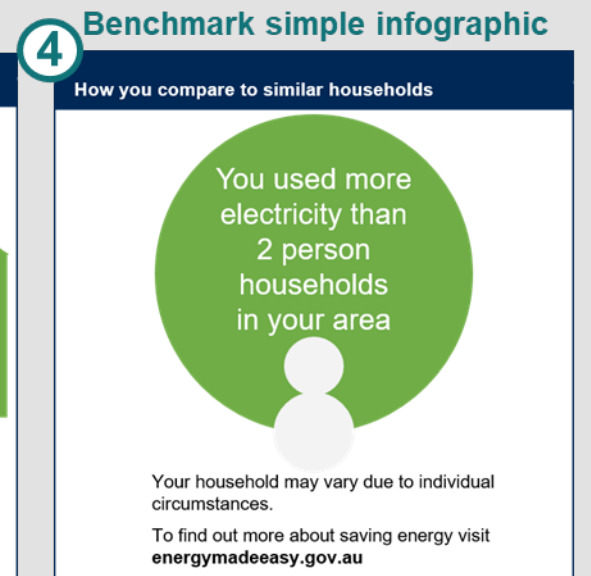 Benchmark simple infographic
4
How you compare to similar households
You used more
electricity than
2 person
households
in your area
Your household may vary due to individual
circumstances.
To find out more about saving energy visit
energymadeeasy.gov.au